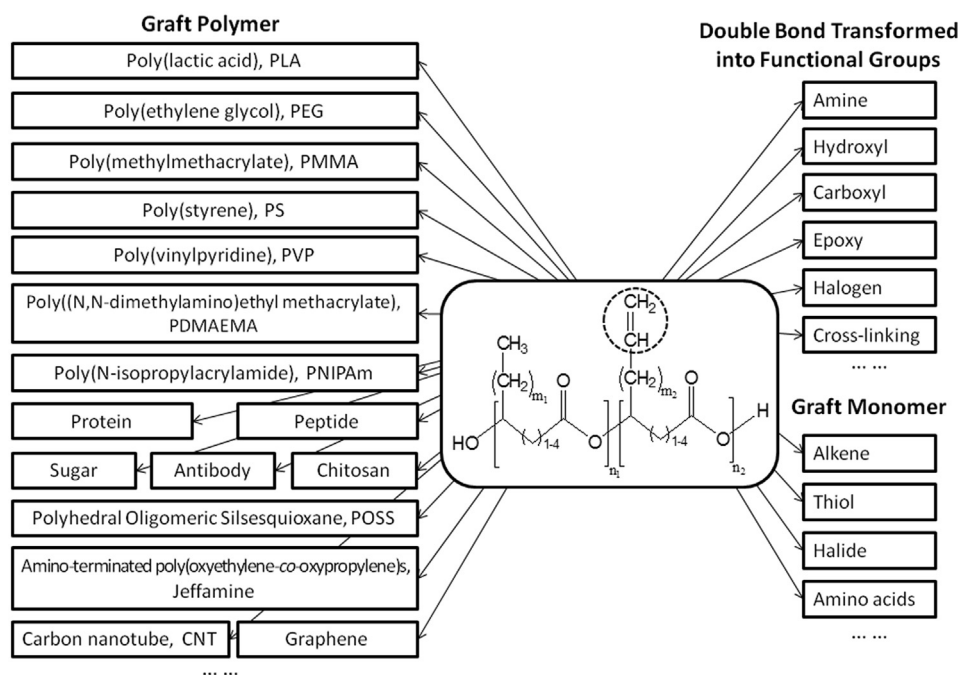 Graft Polymer
Poly(lactic acid), PLA
Poly(ethylene glycol), PEG
Poly(methylmethacrylate), PMMA
Poly(styrene), PS
Poly(vinylpyridine), PVP
Poly((N,N-dimethylamino)ethyl methacrylate),
PDMAEMA
Poly(N-isopropylacrylamide), PNIPAm
Protein
Peptide
Sugar
Antibody
Chitosan
Polyhedral Oligomeric Silsesquioxane, POSS
Amino-terminated poly(oxyethylene-co-oxypropylene)s,
Jeffamine
Carbon nanotube, CNT
Graphene
... ...
CH2
CH
CH3
(CH2)m1
O
(CH2)m2
O
HO
( )1-4
O
n1
( )1-4
O
n2
H
Double Bond Transformed
into Functional Groups
Amine
Hydroxyl
Carboxyl
Epoxy
Halogen
Cross-linking
... ...
Graft Monomer
Alkene
Thiol
Halide
Amino acids
... ...